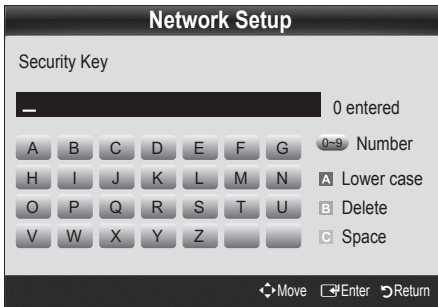 Network Setup
Security Key
_
0 entered
A B C D E F G 0~9 Number
H I J K L M N A Lower case
O P Q R S T U B Delete
V W X Y Z C Space
Move Enter Return